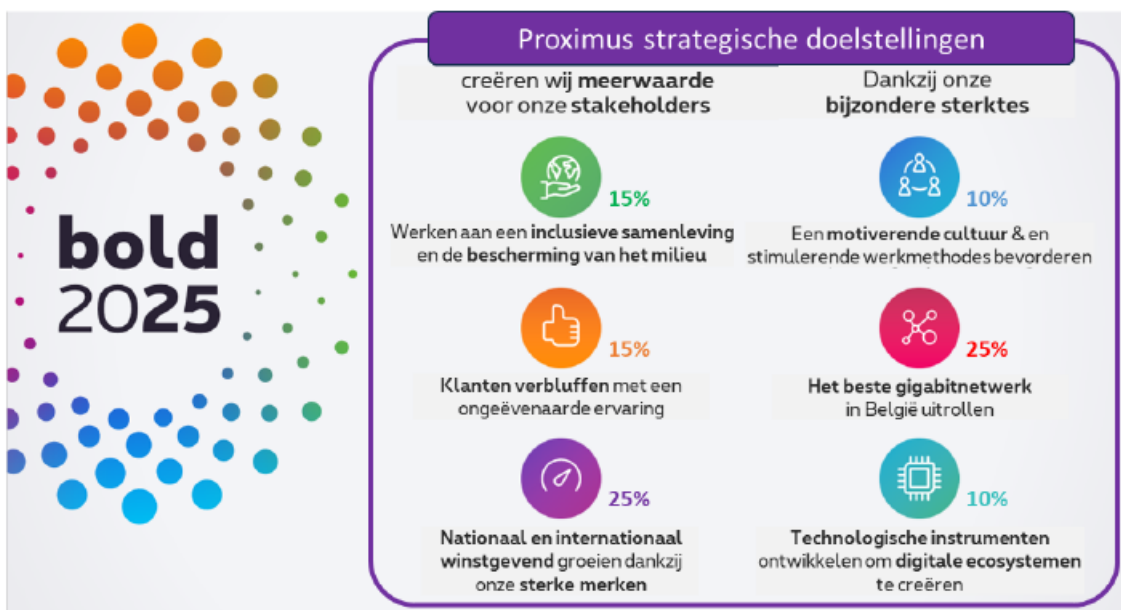 Proximus strategische doelstellingen
bold
2025
creëren wij meerwaarde
voor onze stakeholders
15%
Werken aan een inclusieve samenleving
en de bescherming van het milieu
15%
Klanten verbluffen met een
ongeëvenaarde ervaring
25%
Nationaal en internationaal
winstgevend groeien dankzij
onze sterke merken
Dankzij onze
bijzondere sterktes
10%
Een motiverende cultuur & en
stimulerende werkmethodes bevorderen
25%
Het beste gigabitnetwerk
in België uitrollen
10%
Technologische instrumenten
ontwikkelen om digitale ecosystemen
te creëren